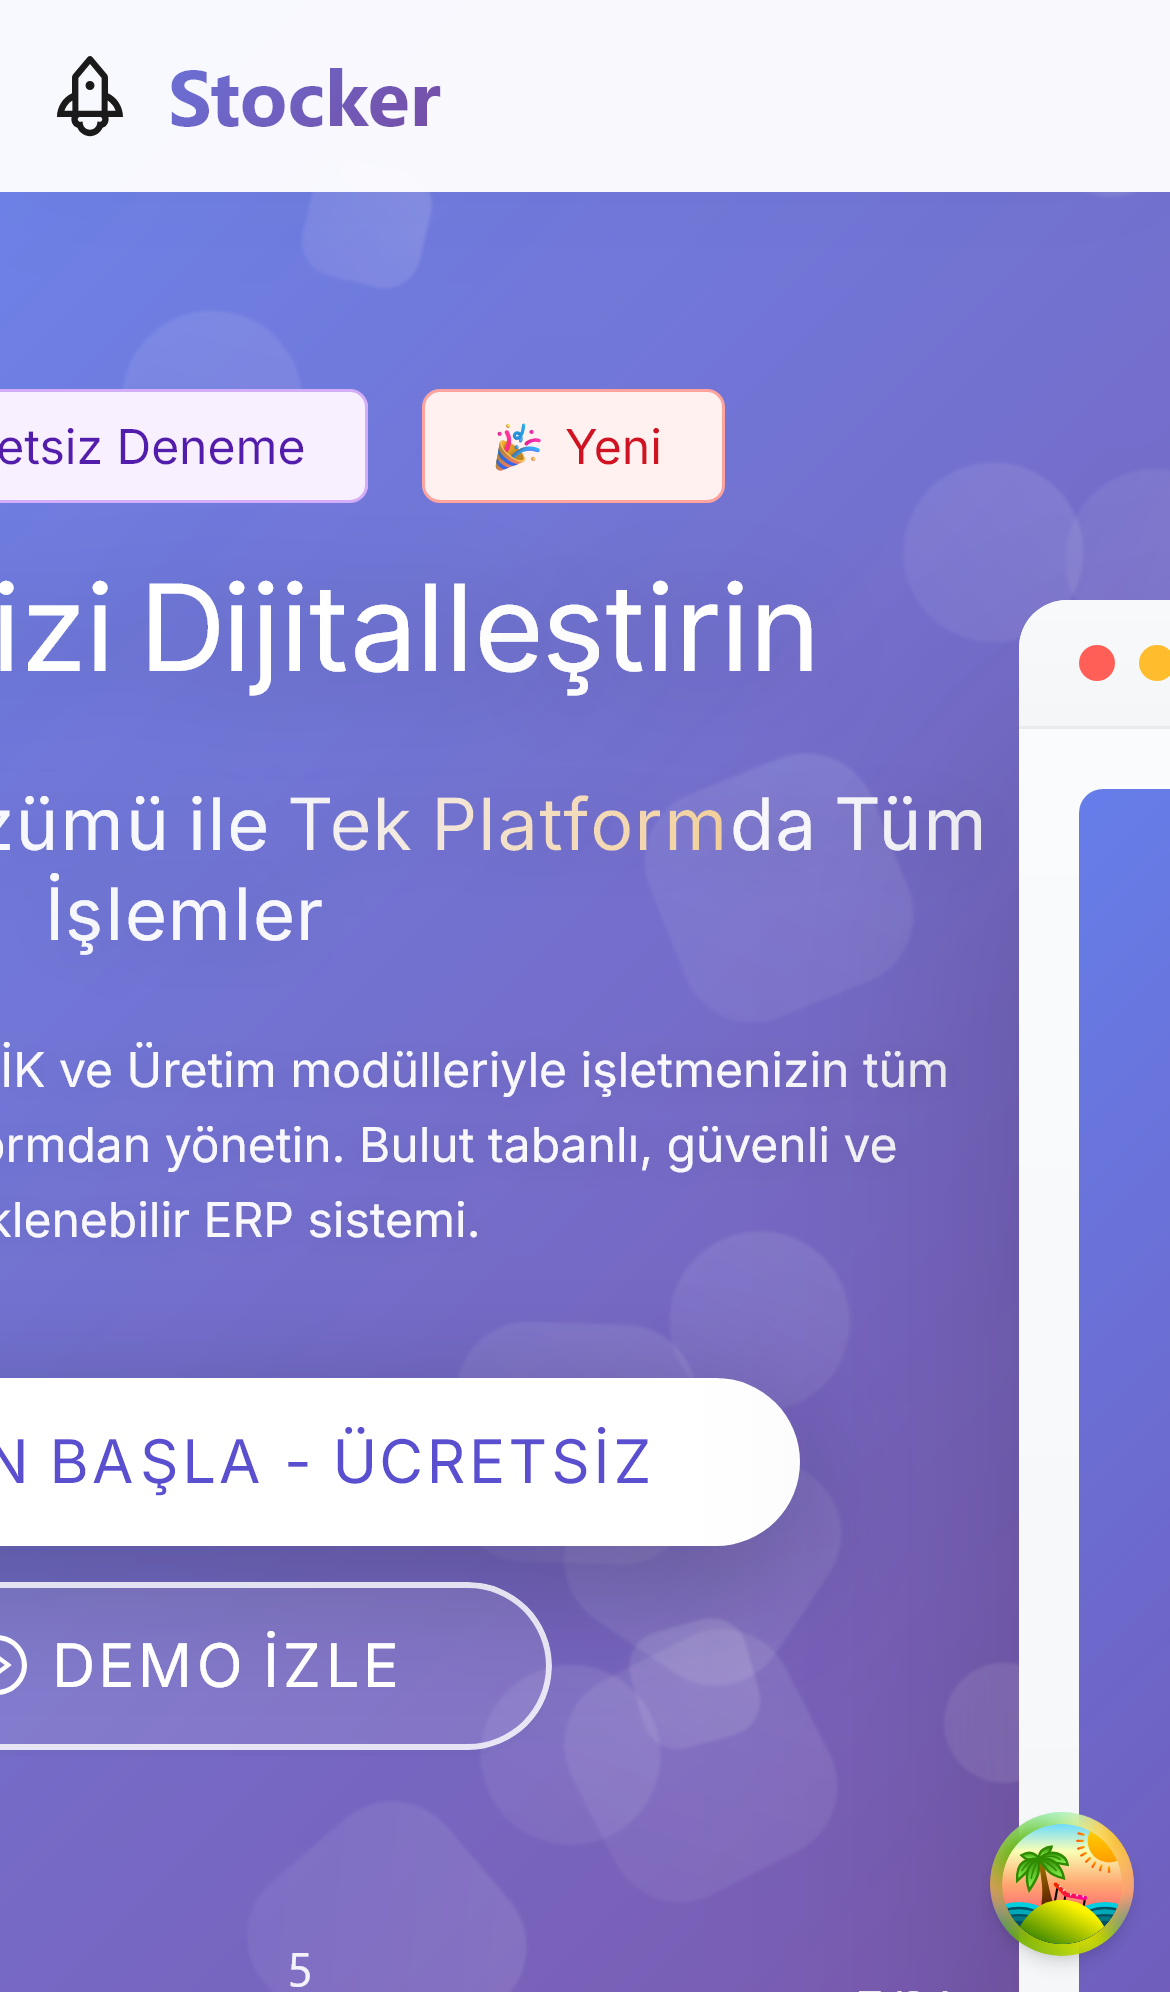 Stocker
etsiz Deneme
Yeni
izi Dijitalleştirin
zümü ile Tek Platformda Tüm
İşlemler
İK ve Üretim modülleriyle işletmenizin tüm
ormdan yönetin. Bulut tabanlı, güvenli ve
klenebilir ERP sistemi.
N BAŞLA - ÜCRETSİZ
DEMO İZLE
5